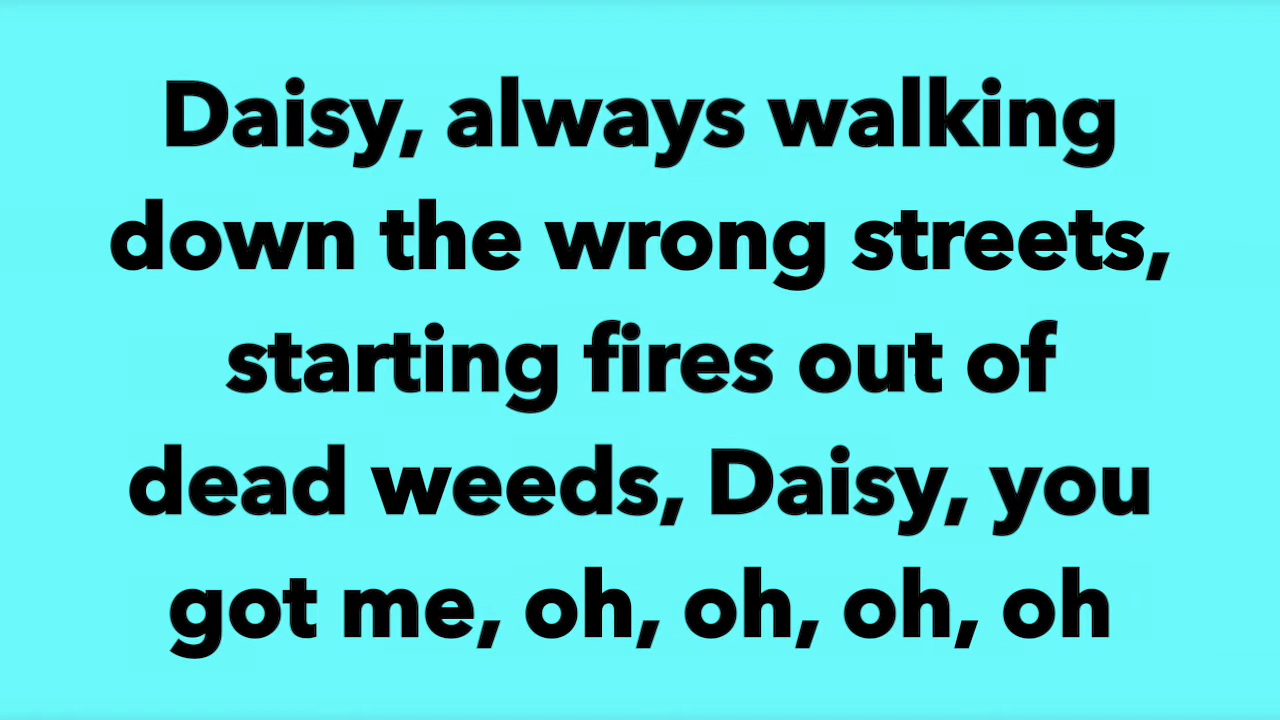 Daisy, always walking
down the wrong streets,
starting fires out of
dead weeds, Daisy, you
got me, oh, oh, oh, oh